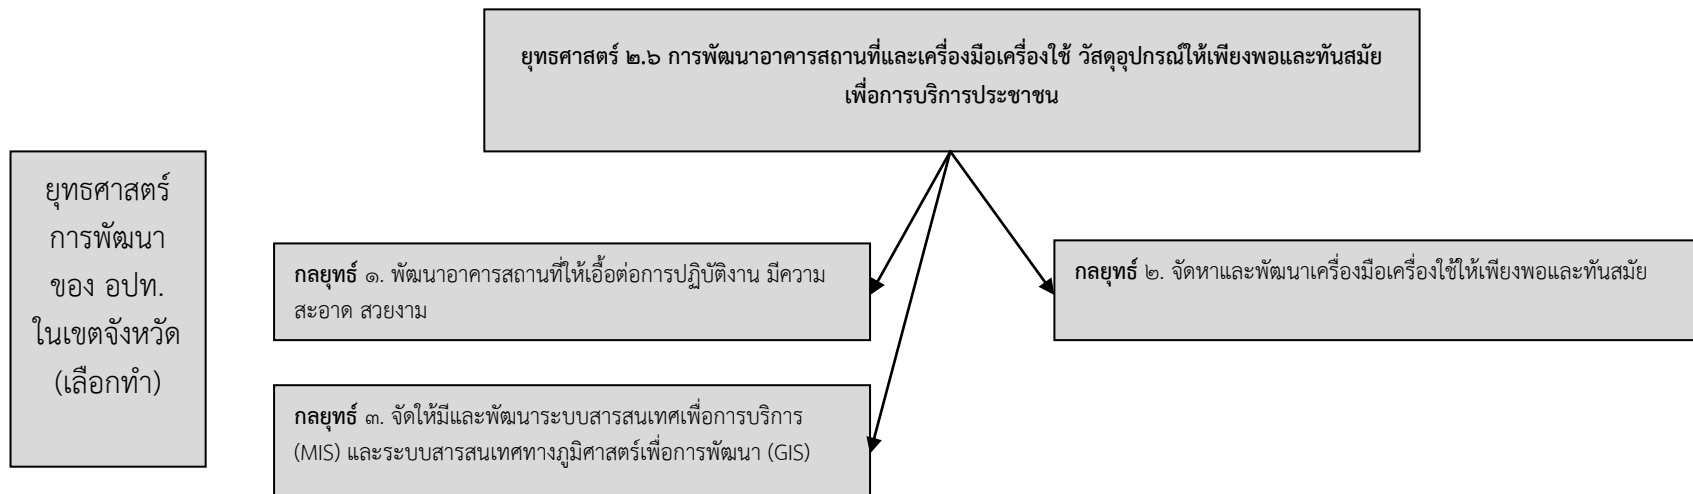 ยุทธศาสตร์ ๒.๖ การพัฒนาอาคารสถานที่และเครื่องมือเครื่องใช้ วัสดุอุปกรณ์ให้เพียงพอและทันสมัย
เพื่อการบริการประชาชน
ยุทธศาสตร์
การพัฒนา
ของ อปท.
ในเขตจังหวัด
(เลือกทำ)
กลยุทธ์ ๑. พัฒนาอาคารสถานที่ให้เอื้อต่อการปฏิบัติงาน มีความ
สะอาด สวยงาม
กลยุทธ์ ๒. จัดหาและพัฒนาเครื่องมือเครื่องใช้ให้เพียงพอและทันสมัย
กลยุทธ์ ๓. จัดให้มีและพัฒนาระบบสารสนเทศเพื่อการบริการ
(MIS) และระบบสารสนเทศทางภูมิศาสตร์เพื่อการพัฒนา (GIS)